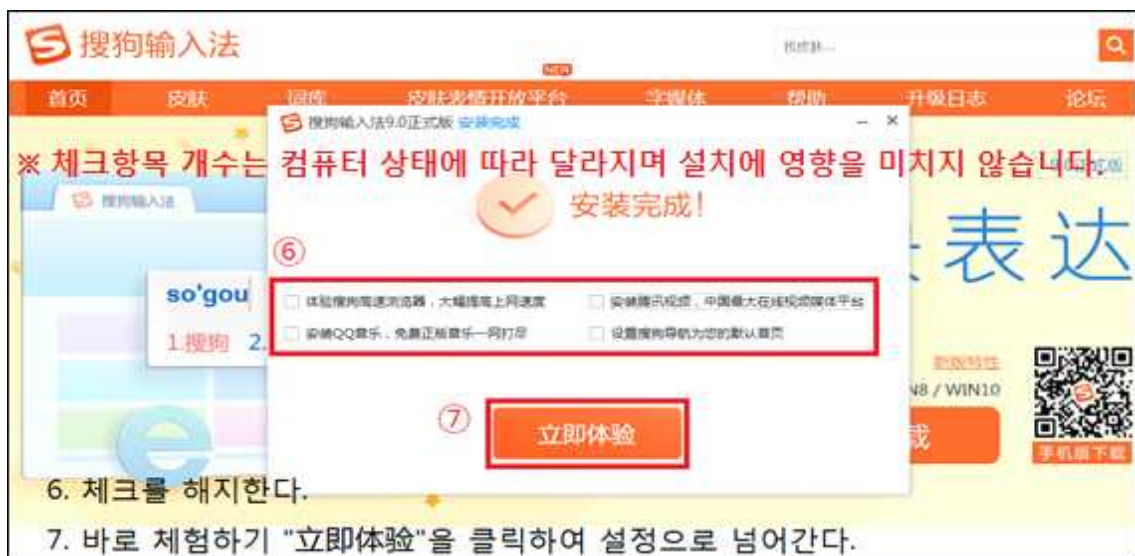 搜狗输入法
找皮肤...
NEW
首页 皮肤 词库 皮肤表情开放平台 字媒体 帮助 升级日志 论坛
搜狗输入法9.0正式版 安装完成
※ 체크항목 개수는 컴퓨터 상태에 따라 달라지며 설치에 영향을 미치지 않습니다.
搜狗输入法
安装完成!
表达
⑥
so'gou
体验搜狗高速浏览器，大幅提高上网速度
安装腾讯视频，中国最大在线视频媒体平台
安装QQ音乐，免费正版音乐一网打尽
设置搜狗导航为您的默认首页
1.搜狗 2.
新版特性
N8 / WIN10
⑦
立即体验
载
手机版下载
6. 체크를 해지한다.
7. 바로 체험하기 "立即体验"을 클릭하여 설정으로 넘어간다.